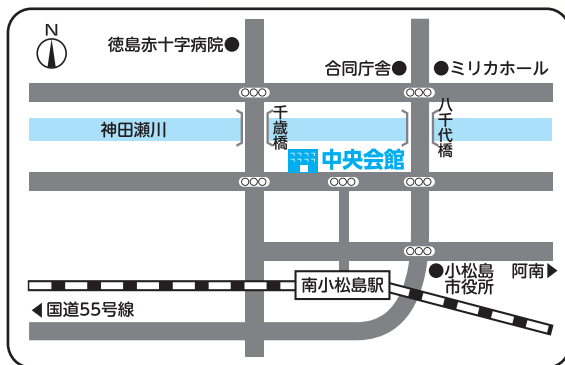 N
徳島赤十字病院
合同庁舎
ミリカホール
神田瀬川
千歳橋
八千代橋
中央会館
小松島
市役所
阿南
南小松島駅
国道55号線